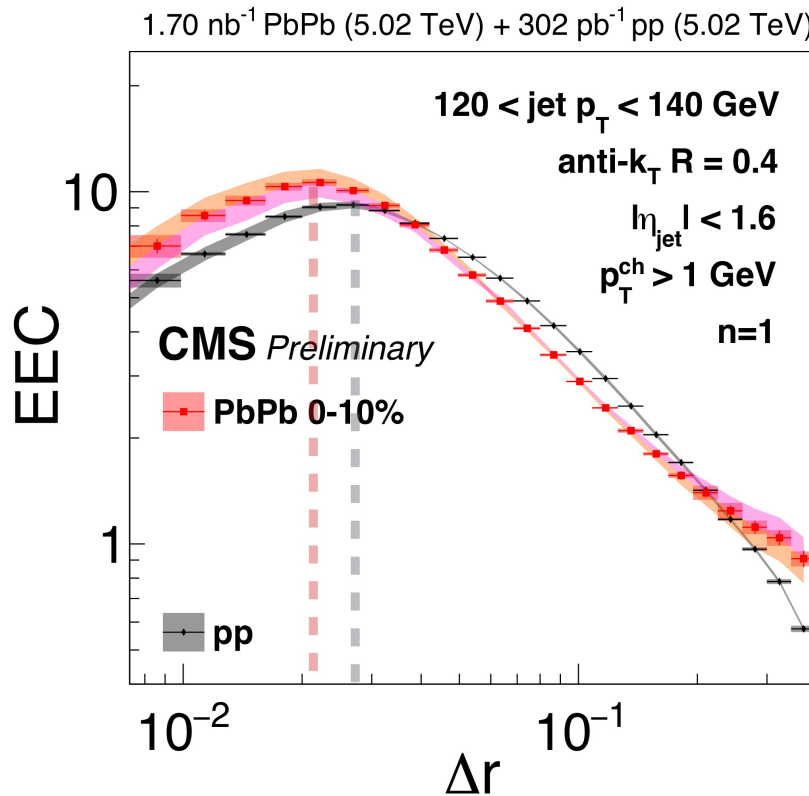 1.70 nb⁻¹ PbPb (5.02 TeV) + 302 pb⁻¹ pp (5.02 TeV)
120 < jet p_T < 140 GeV
anti-k_T R = 0.4
|η_jet| < 1.6
p_T^ch > 1 GeV
n=1
10
EEC
CMS Preliminary
PbPb 0-10%
1
pp
10⁻²
10⁻¹
Δr